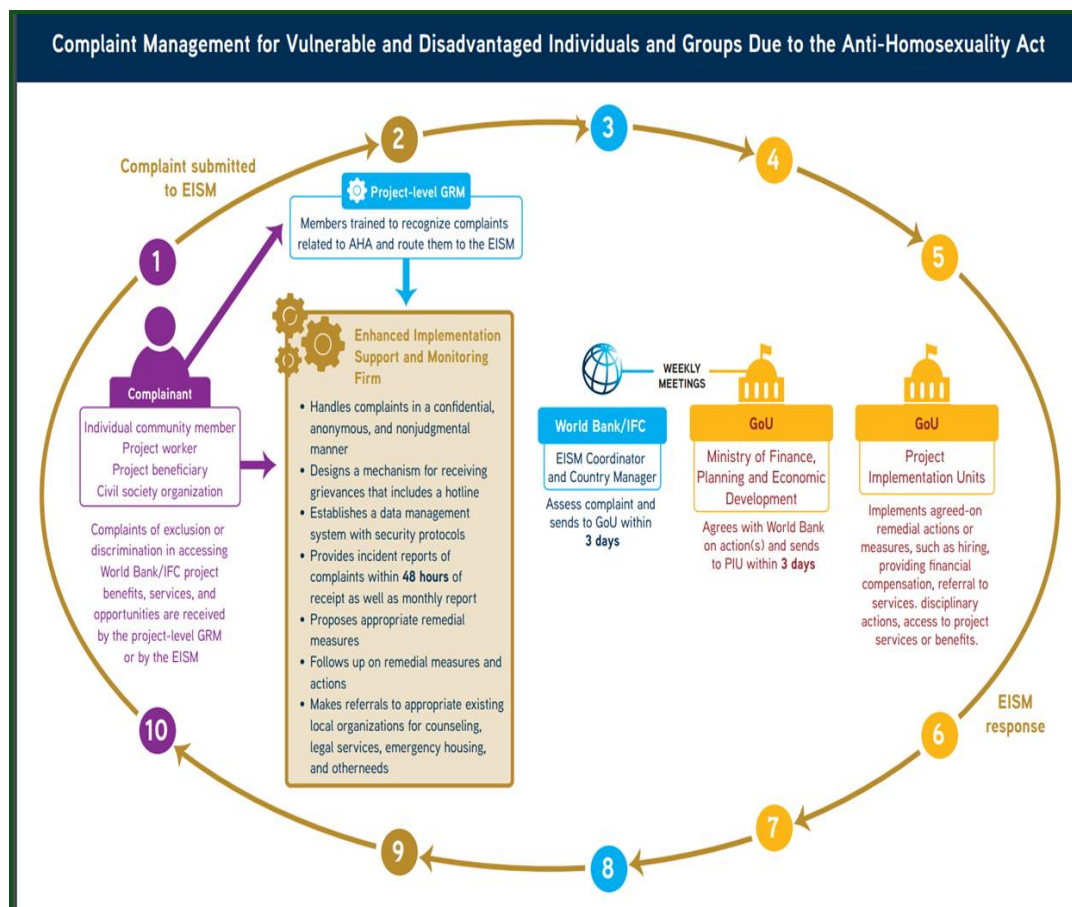 Complaint Management for Vulnerable and Disadvantaged Individuals and Groups Due to the Anti-Homosexuality Act
Complaint submitted
to EISM
1
2
3
4
5
Project-level GRM
Members trained to recognize complaints
related to AHA and route them to the EISM
Complainant
Individual community member
Project worker
Project beneficiary
Civil society organization
Complaints of exclusion or
discrimination in accessing
World Bank/IFC project
benefits, services, and
opportunities are received
by the project-level GRM
or by the EISM
Enhanced Implementation
Support and Monitoring
Firm
• Handles complaints in a confidential,
anonymous, and nonjudgmental
manner
• Designs a mechanism for receiving
grievances that includes a hotline
• Establishes a data management
system with security protocols
• Provides incident reports of
complaints within 48 hours of
receipt as well as monthly report
• Proposes appropriate remedial
measures
• Follows up on remedial measures and
actions
• Makes referrals to appropriate existing
local organizations for counseling,
legal services, emergency housing,
and otherneeds
WEEKLY
MEETINGS
World Bank/IFC
EISM Coordinator
and Country Manager
Assess complaint and
sends to GoU within
3 days
GoU
Ministry of Finance,
Planning and Economic
Development
Agrees with World Bank
on action(s) and sends
to PIU within 3 days
GoU
Project
Implementation Units
Implements agreed-on
remedial actions or
measures, such as hiring,
providing financial
compensation, referral to
services. disciplinary
actions, access to project
services or benefits.
EISM
response
6
7
8
9
10